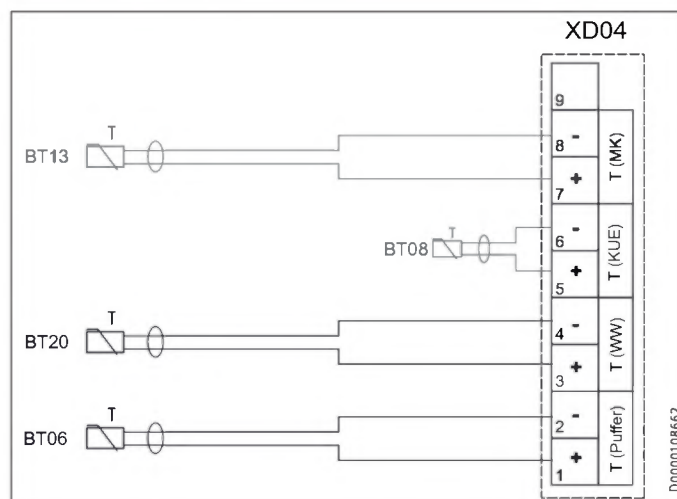 XD04
9
T
BT13
8 -
7 +
T (MK)
T
BT08
6 -
5 +
T (KUE)
T
BT20
4 -
3 +
T (WW)
T
BT06
2 -
1 +
T (Puffer)
D0000108662